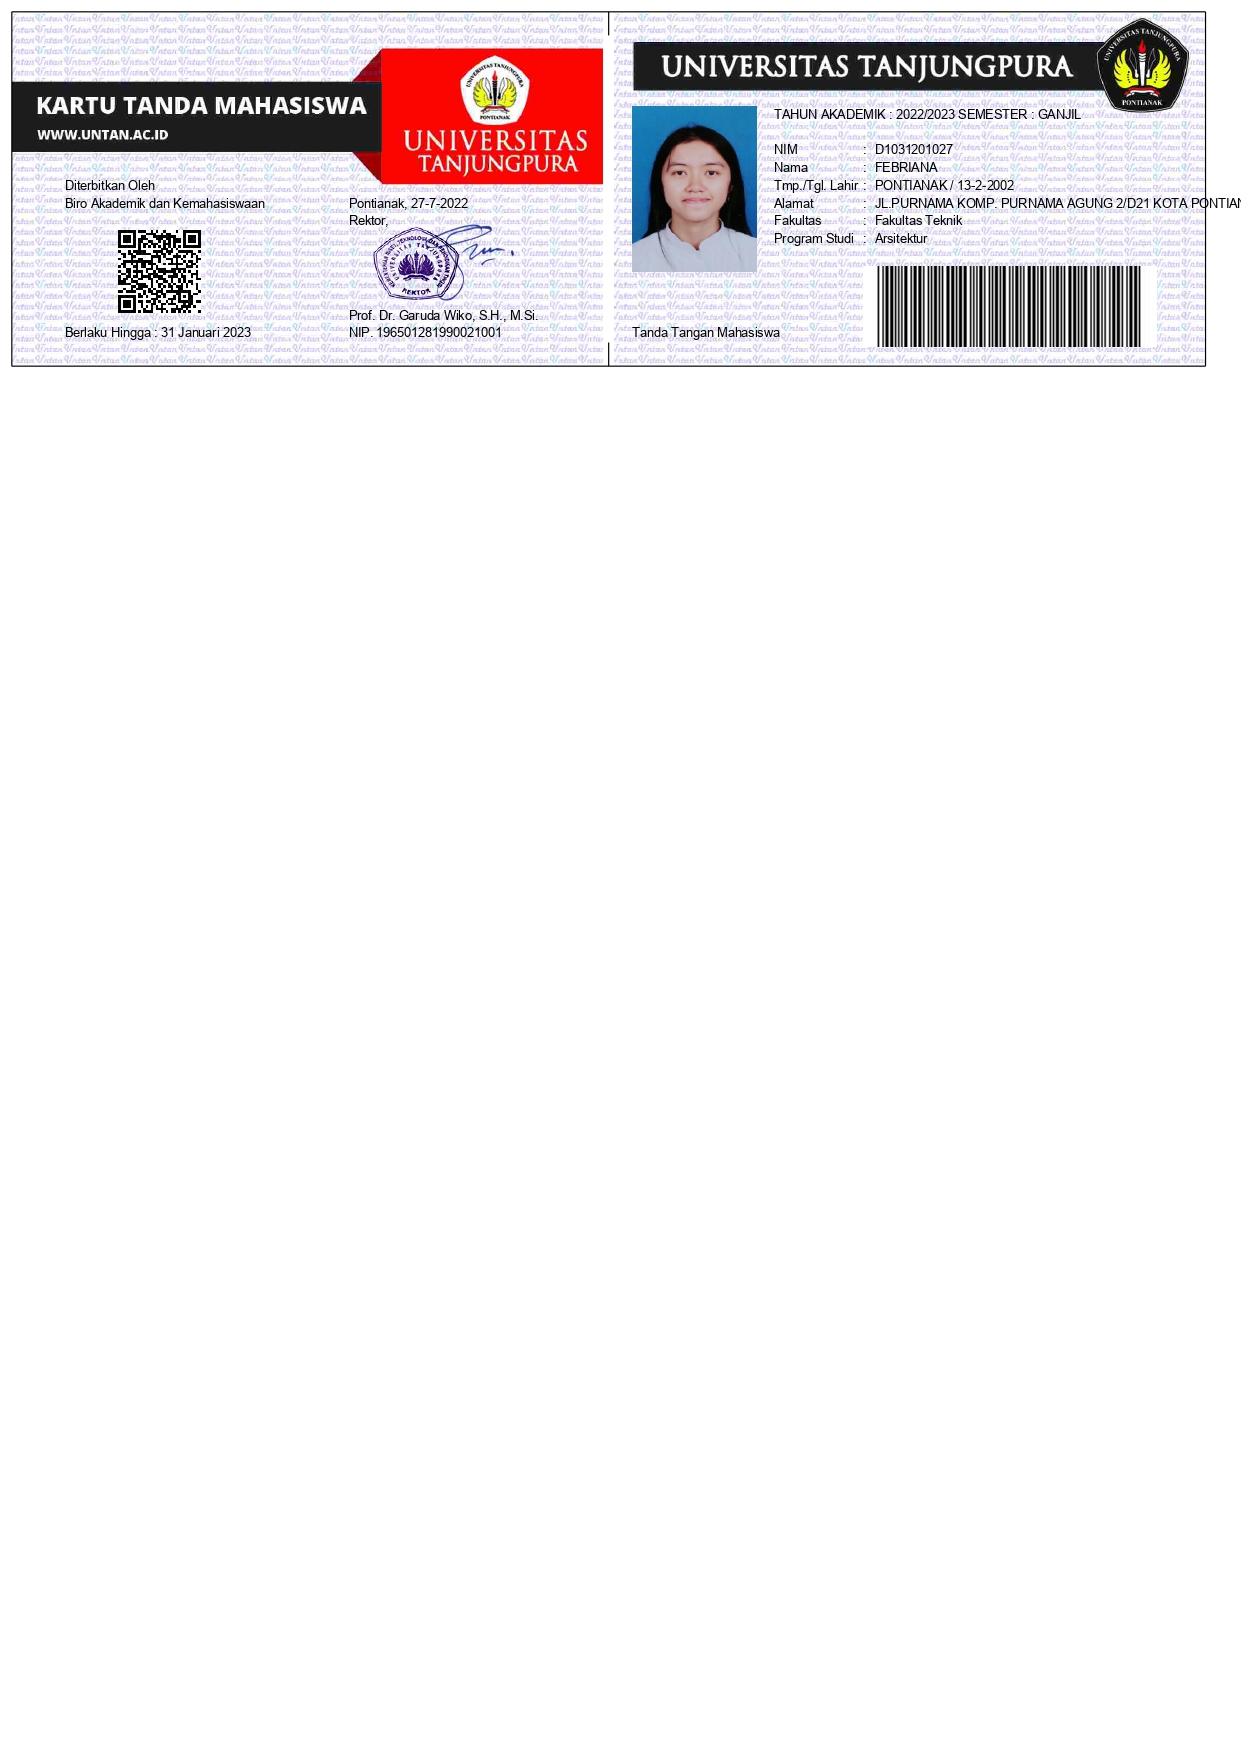 KARTU TANDA MAHASISWA
WWW.UNTAN.AC.ID
UNIVERSITAS TANJUNGPURA
PONTIANAK
UNIVERSITAS
TANJUNGPURA
Diterbitkan Oleh
Biro Akademik dan Kemahasiswaan
Berlaku Hingga : 31 Januari 2023
Pontianak, 27-7-2022
Rektor,
REKTOR
Prof. Dr. Garuda Wiko, S.H., M.Si.
NIP. 196501281990021001
UNIVERSITAS TANJUNGPURA
UNIVERSITAS TANJUNGPURA
PONTIANAK
TAHUN AKADEMIK : 2022/2023 SEMESTER : GANJIL
NIM : D1031201027
Nama : FEBRIANA
Tmp./Tgl. Lahir : PONTIANAK / 13-2-2002
Alamat : JL.PURNAMA KOMP. PURNAMA AGUNG 2/D21 KOTA PONTIAN
Fakultas : Fakultas Teknik
Program Studi : Arsitektur
Tanda Tangan Mahasiswa